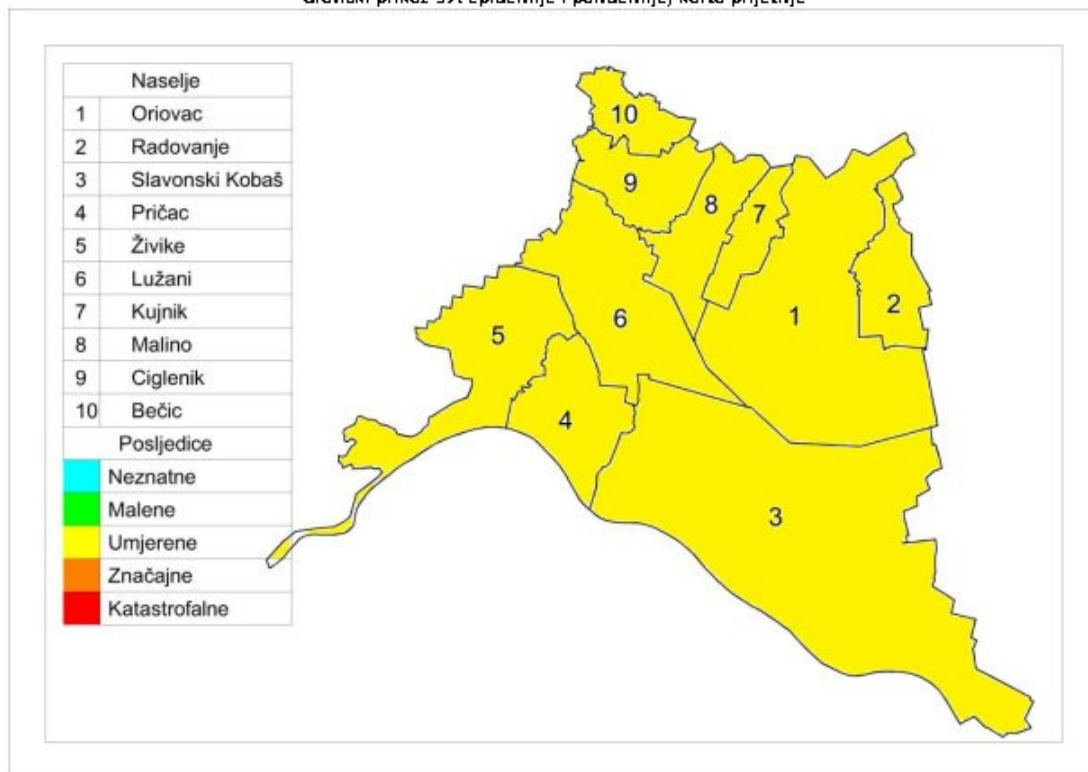 Naselje
1 Oriovac
2 Radovanje
3 Slavonski Kobaš
4 Pričac
5 Živike
6 Lužani
7 Kujnik
8 Malino
9 Ciglenik
10 Bečic
Posljedice
Neznatne
Malene
Umjerene
Značajne
Katastrofalne
10
9
8
7
1
2
6
5
4
3